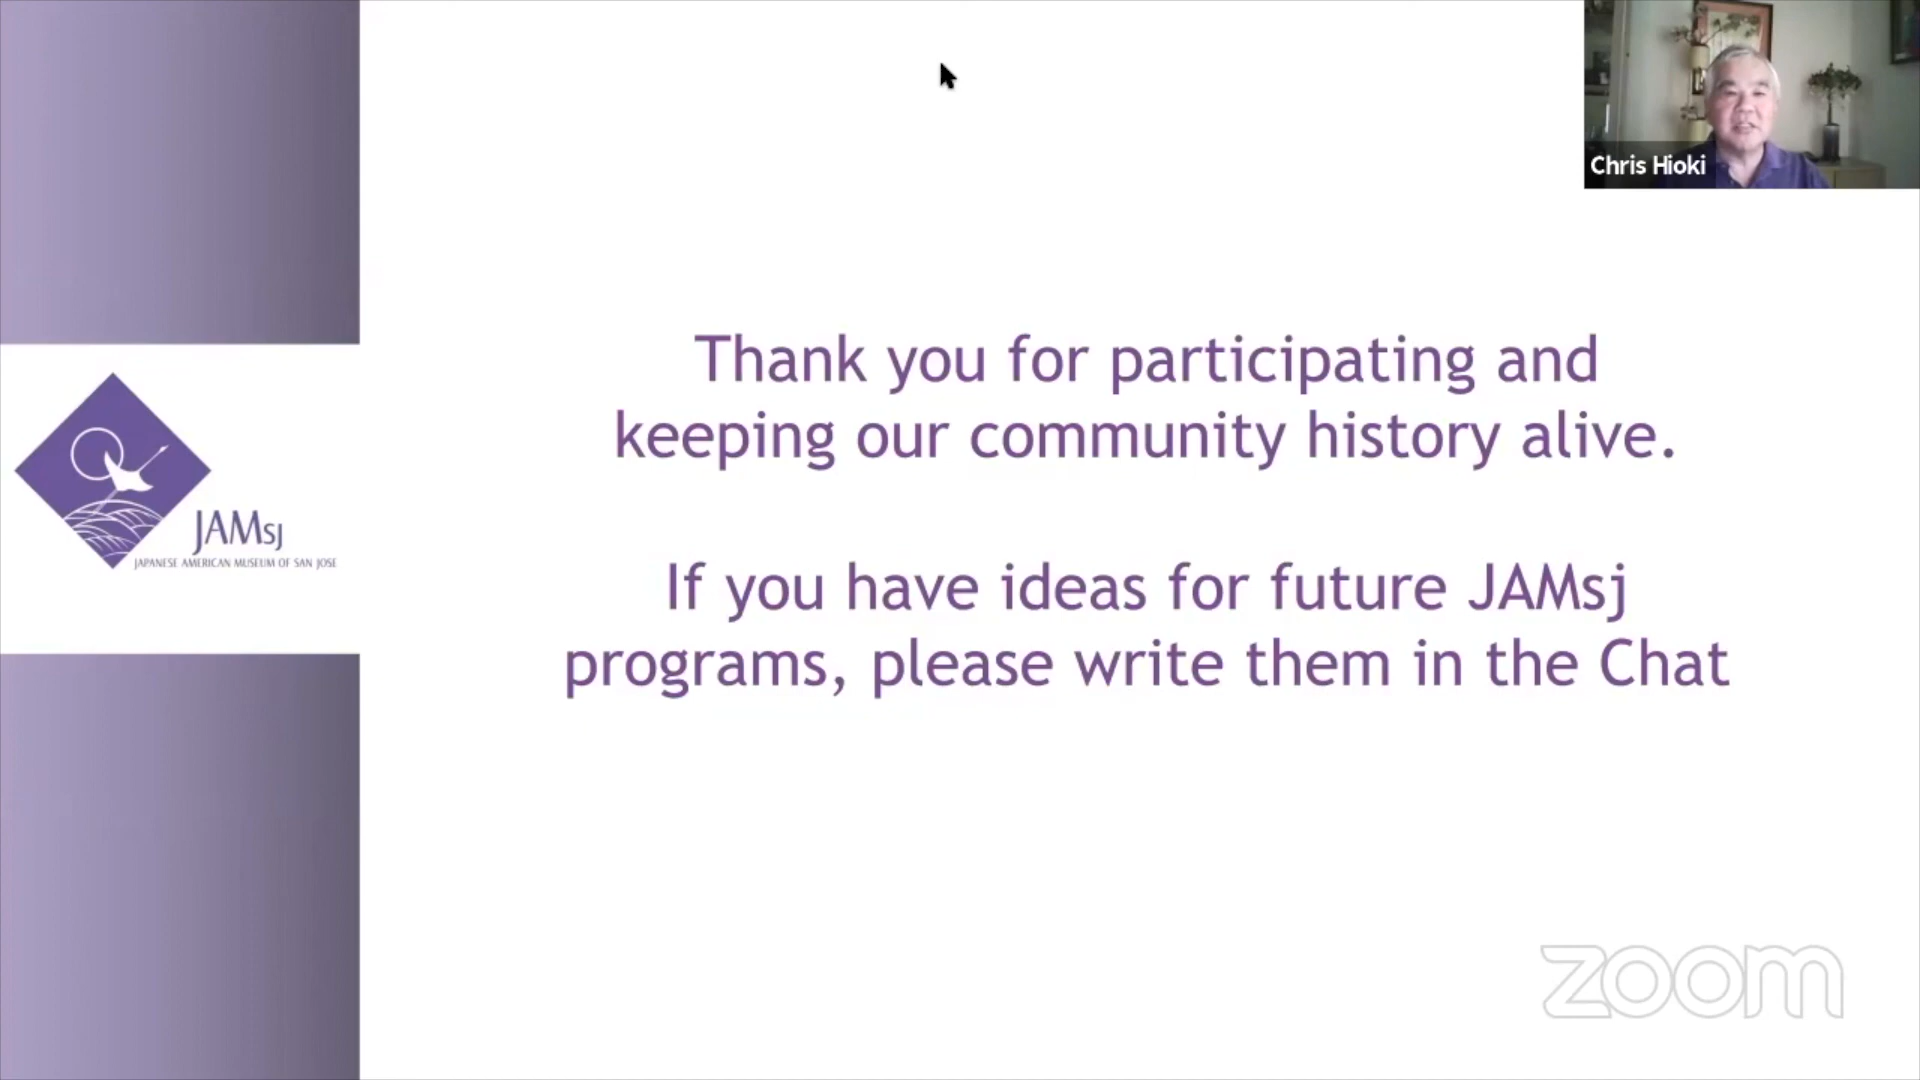 Chris Hioki
Thank you for participating and
keeping our community history alive.
If you have ideas for future JAMsj
programs, please write them in the Chat
JAMsj
JAPANESE AMERICAN MUSEUM OF SAN JOSE
zoom